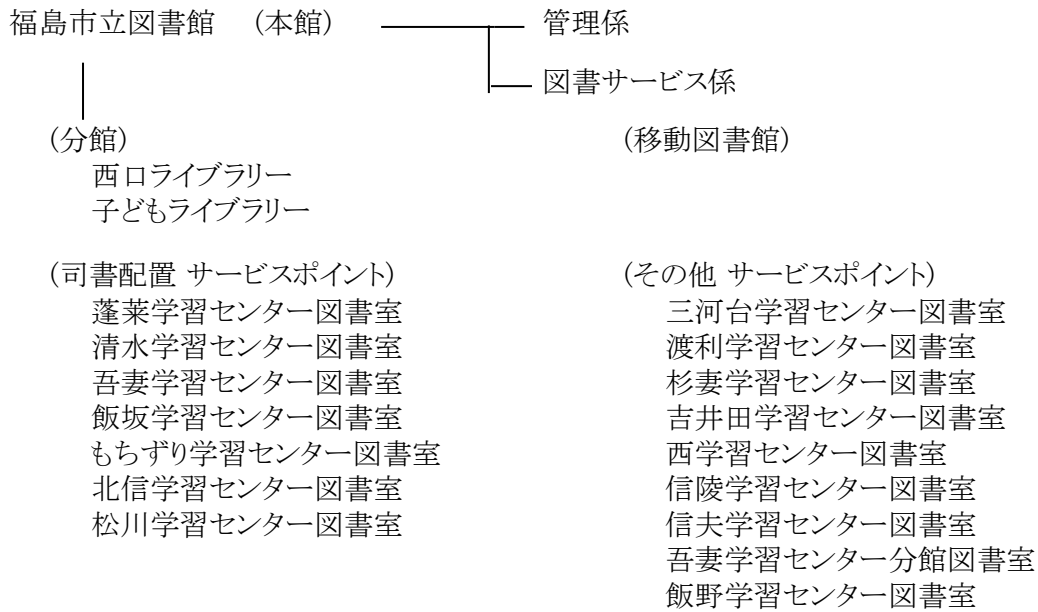 福島市立図書館　(本館)　管理係
図書サービス係
(分館)
西口ライブラリー
子どもライブラリー
(移動図書館)
(司書配置 サービスポイント)
蓬莱学習センター図書室
清水学習センター図書室
吾妻学習センター図書室
飯坂学習センター図書室
もちずり学習センター図書室
北信学習センター図書室
松川学習センター図書室
(その他 サービスポイント)
三河台学習センター図書室
渡利学習センター図書室
杉妻学習センター図書室
吉井田学習センター図書室
西学習センター図書室
信陵学習センター図書室
信夫学習センター図書室
吾妻学習センター分館図書室
飯野学習センター図書室